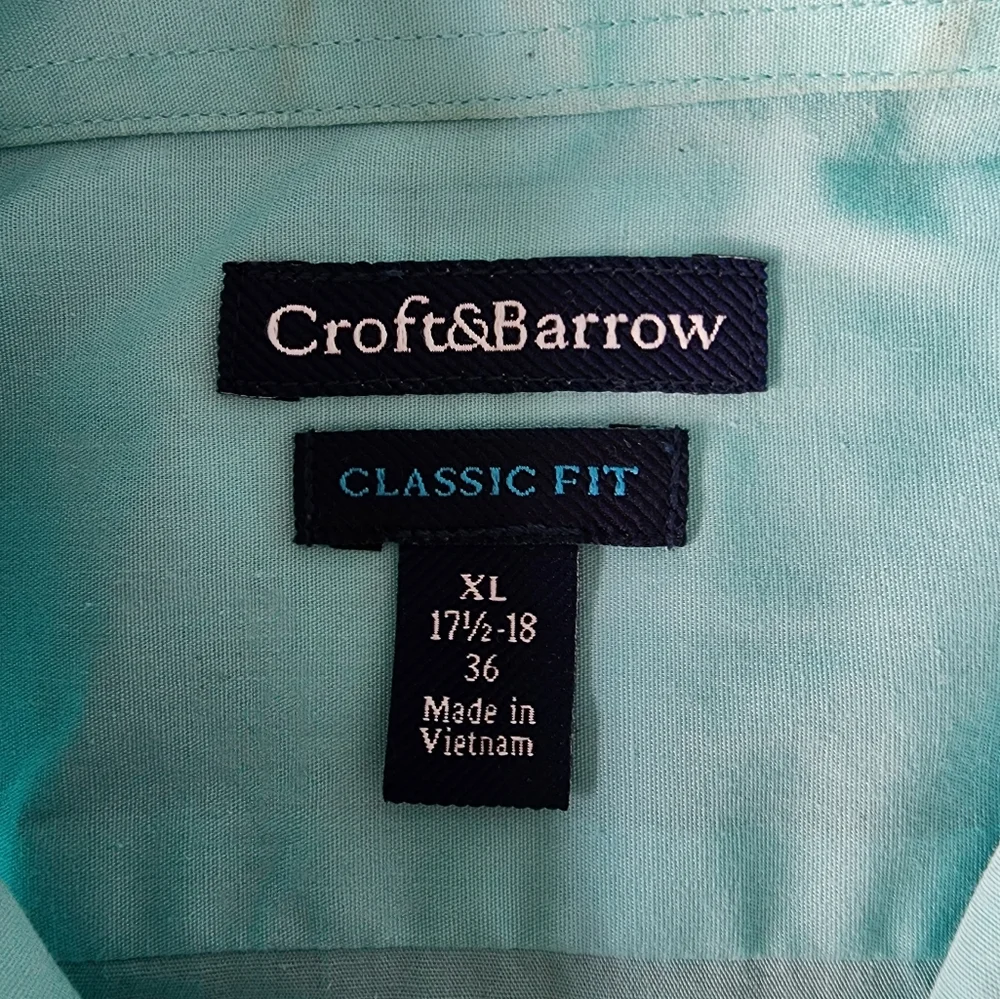 Croft&Barrow
CLASSIC FIT
XL
17½-18
36
Made in
Vietnam